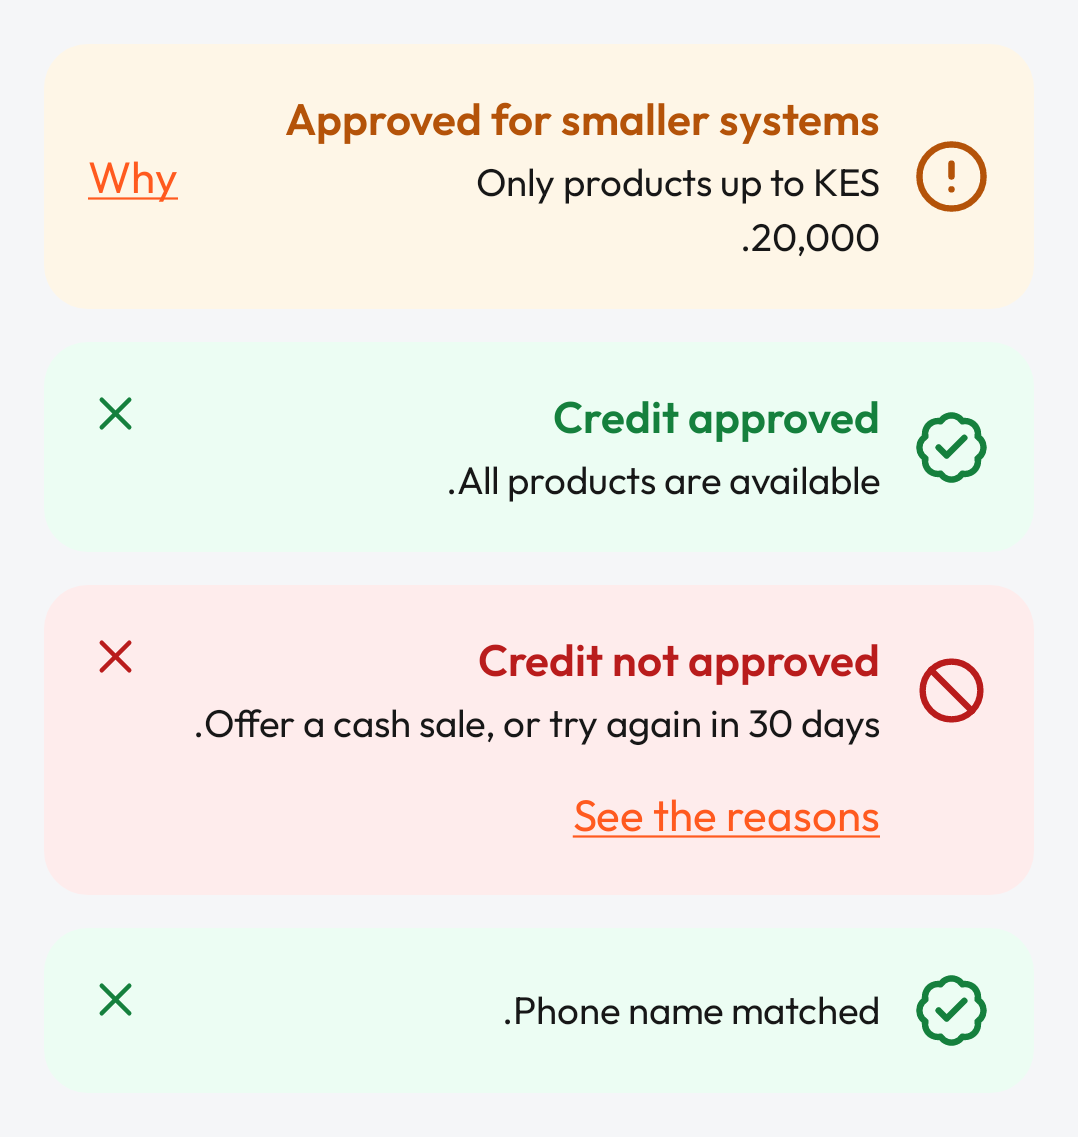 Approved for smaller systems
Only products up to KES
.20,000
Why
Credit approved
.All products are available
Credit not approved
.Offer a cash sale, or try again in 30 days
See the reasons
.Phone name matched